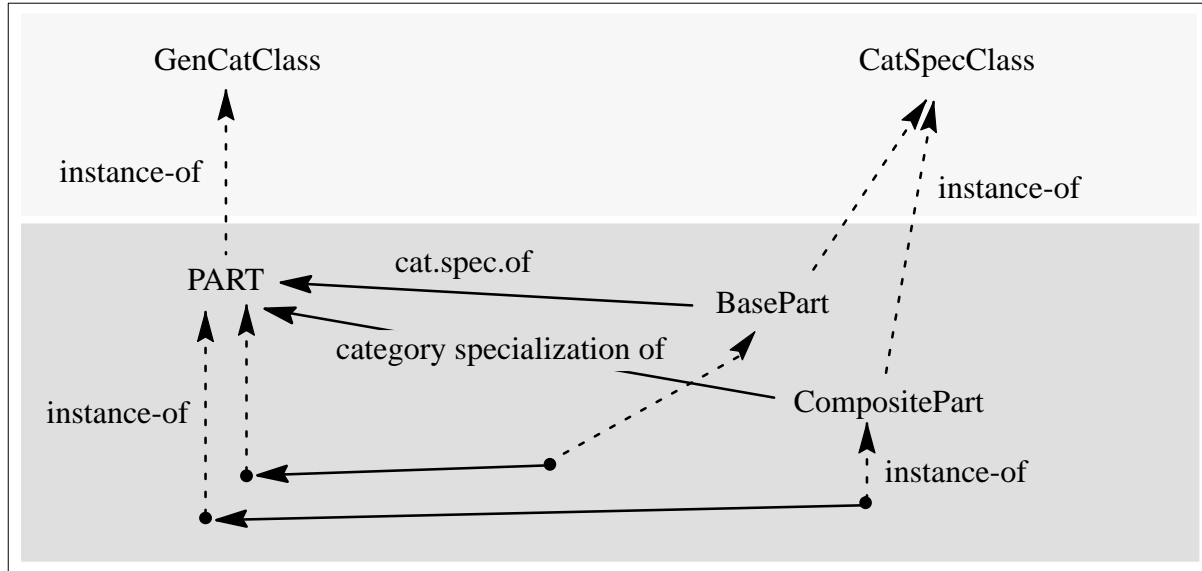 GenCatClass
CatSpecClass
instance-of
instance-of
cat.spec.of
PART
BasePart
category specialization of
CompositePart
instance-of
instance-of